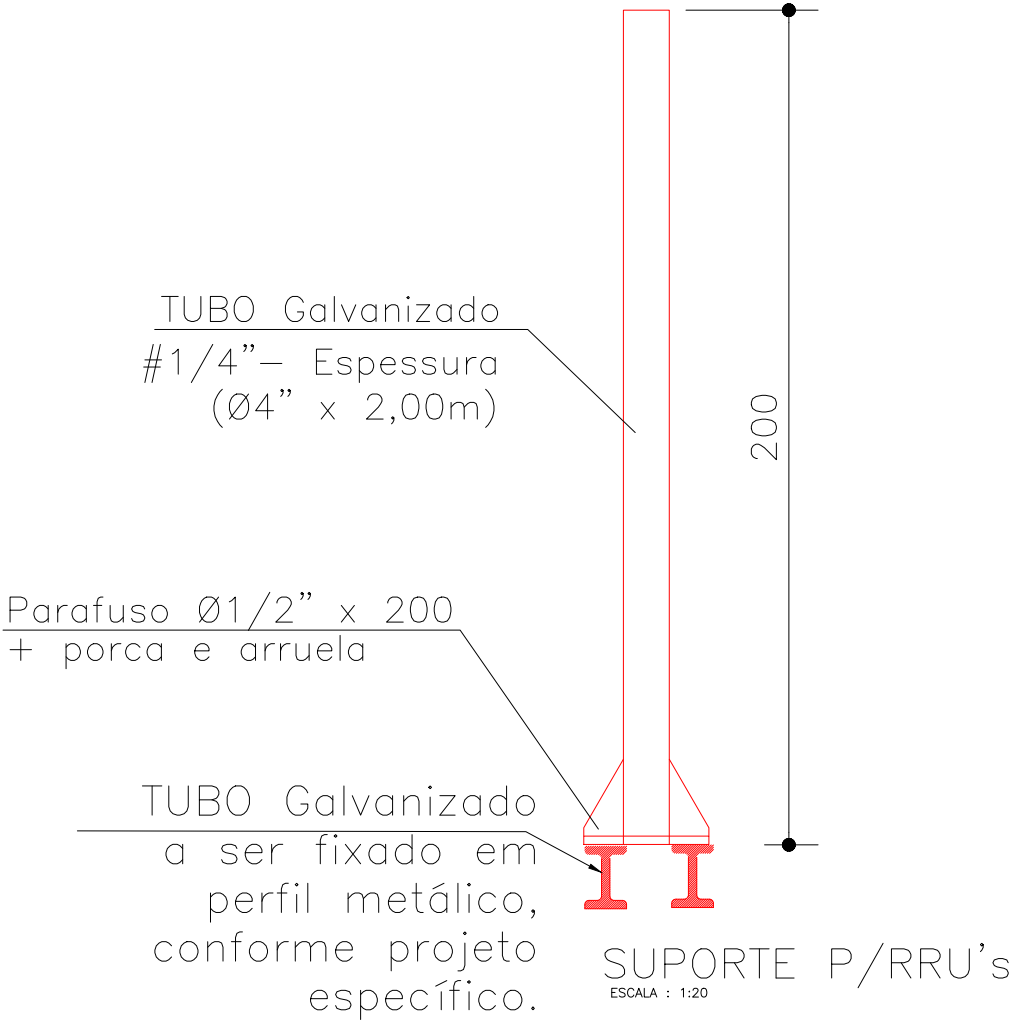 TUBO Galvanizado
#1/4”– Espessura
(Ø4” x 2,00m)
200
Parafuso Ø1/2” x 200
+ porca e arruela
TUBO Galvanizado
a ser fixado em
perfil metálico,
conforme projeto
específico.
SUPORTE P/RRU’s
ESCALA : 1:20